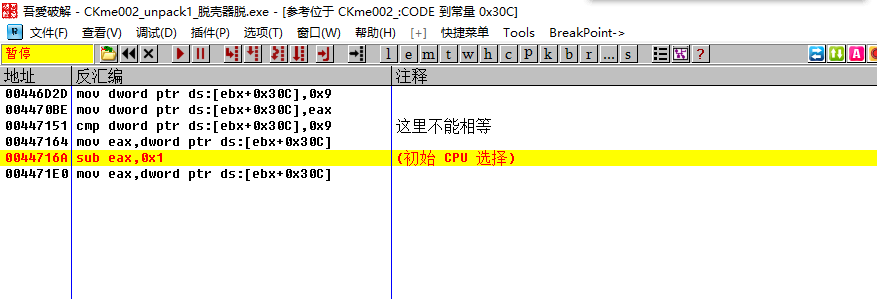 吾愛破解 - CKme002_unpack1_脱壳器脱.exe - [参考位于 CKme002_:CODE 到常量 0x30C]
文件(F) 查看(V) 调试(D) 插件(P) 选项(T) 窗口(W) 帮助(H) [+] 快捷菜单 Tools BreakPoint->
暂停 l e m t w h c p k b r ... s ?
地址 反汇编 注释
00446D2D mov dword ptr ds:[ebx+0x30C],0x9
004470BE mov dword ptr ds:[ebx+0x30C],eax
00447151 cmp dword ptr ds:[ebx+0x30C],0x9 这里不能相等
00447164 mov eax,dword ptr ds:[ebx+0x30C]
0044716A sub eax,0x1 (初始 CPU 选择)
004471E0 mov eax,dword ptr ds:[ebx+0x30C]